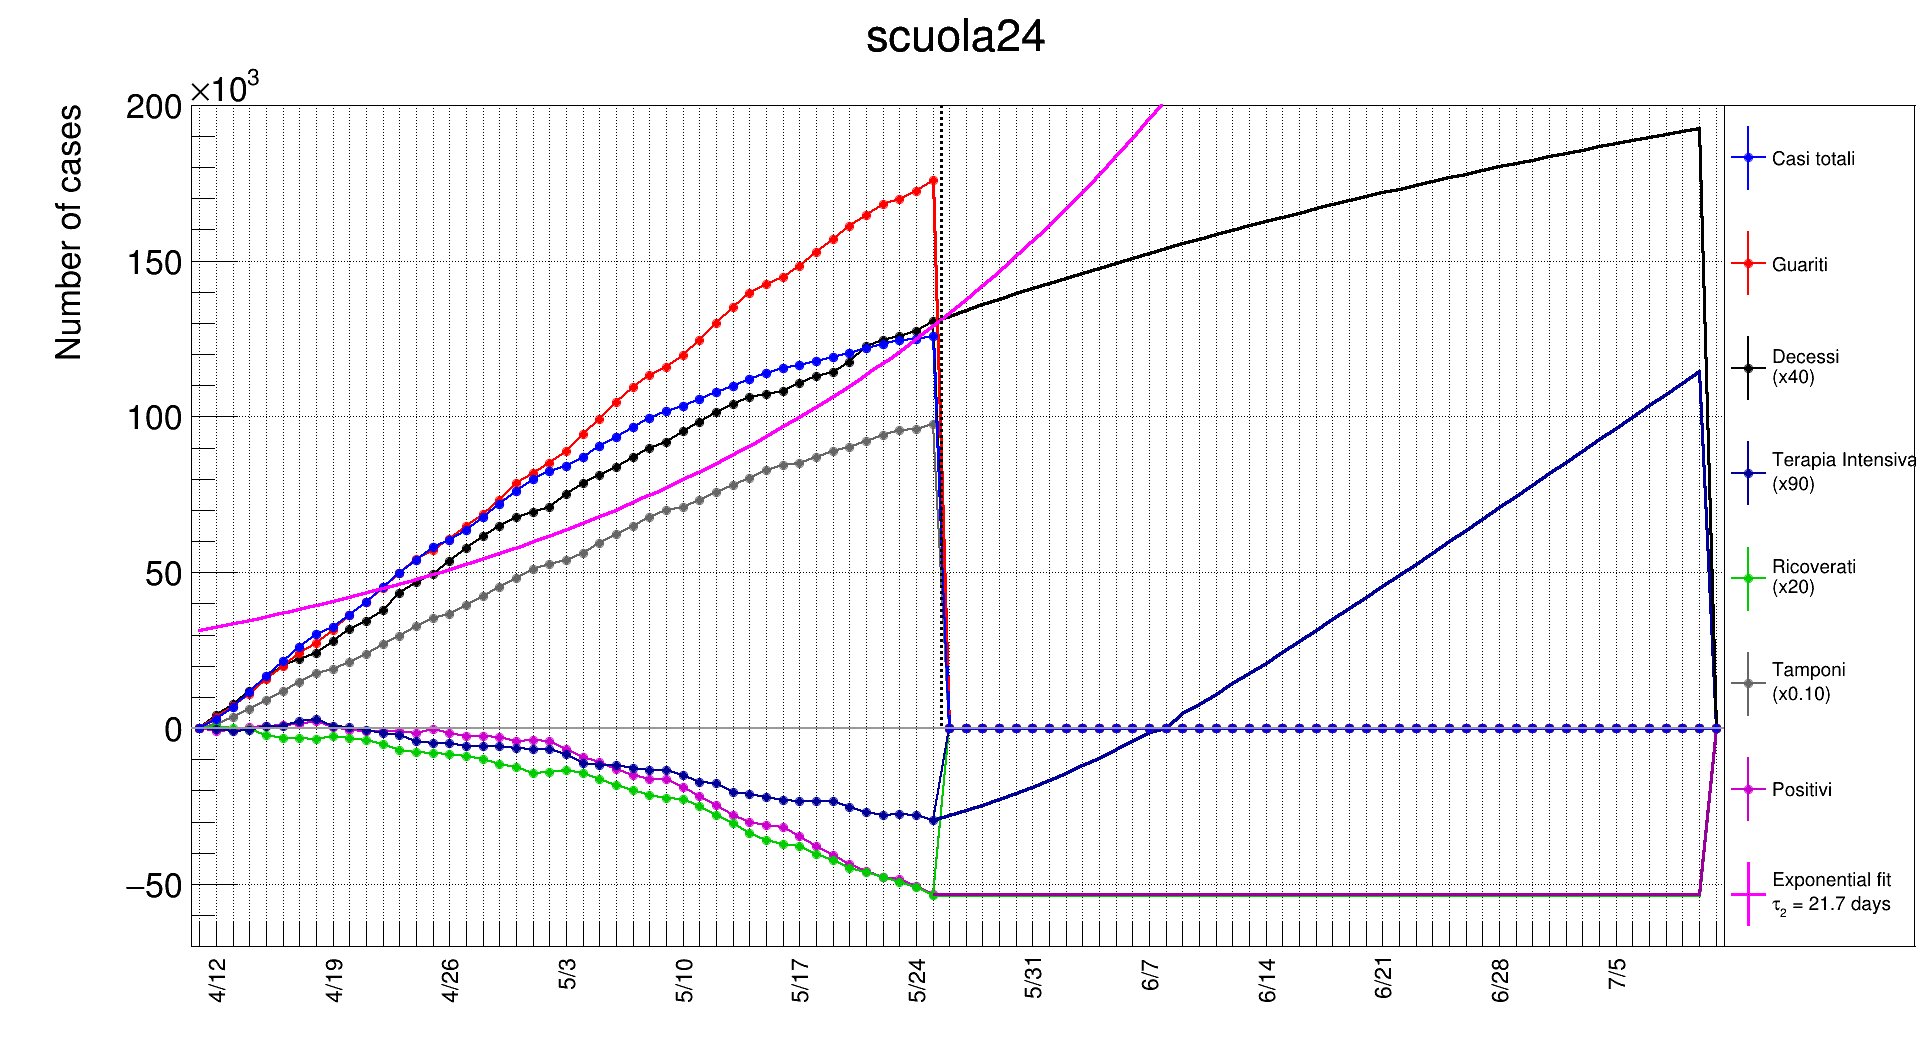 scuola24
×10³
Number of cases
200
150
100
50
0
−50
4/12
4/19
4/26
5/3
5/10
5/17
5/24
5/31
6/7
6/14
6/21
6/28
7/5
Casi totali
Guariti
Decessi
(x40)
Terapia Intensiva
(x90)
Ricoverati
(x20)
Tamponi
(x0.10)
Positivi
Exponential fit
τ₂ = 21.7 days